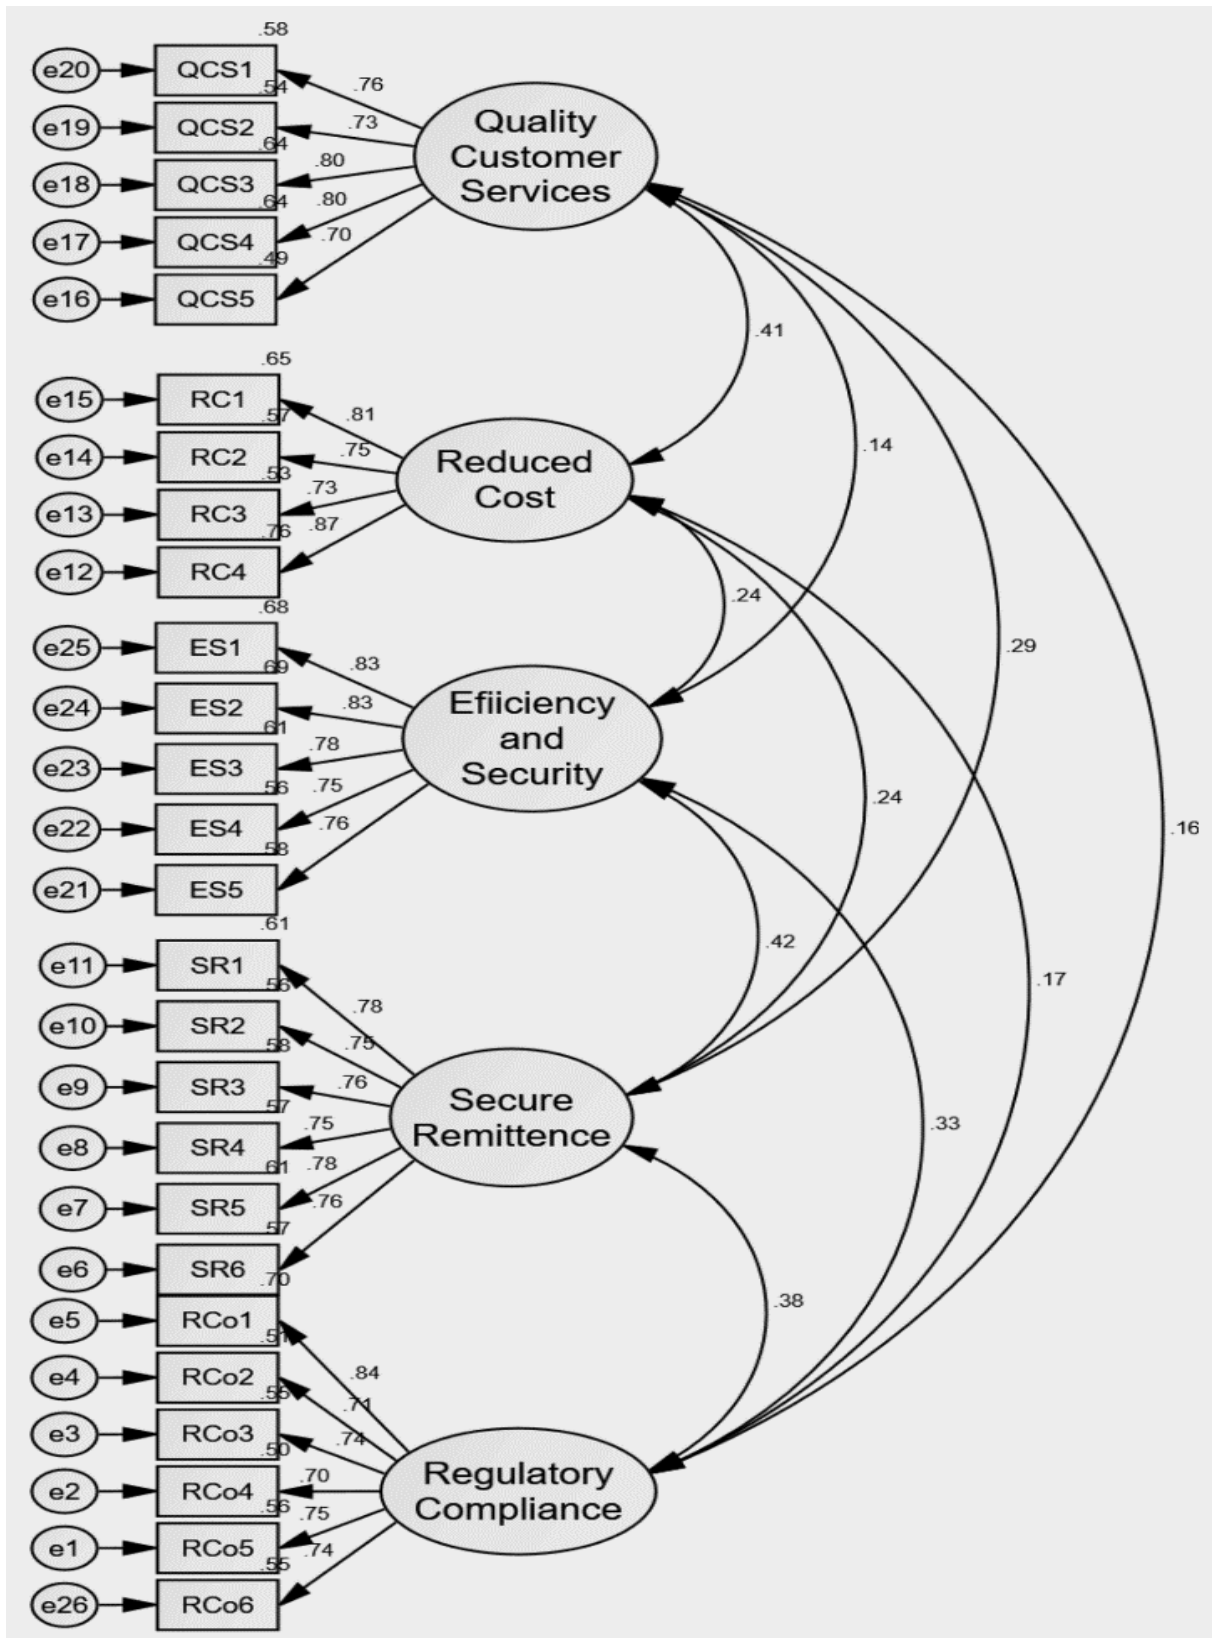 .58
e20 QCS1
.76
.54
e19 QCS2
.73
.64
e18 QCS3
.80
.64
e17 QCS4
.80
.49
e16 QCS5
.70
Quality
Customer
Services
.41
.65
e15 RC1
.81
.57
e14 RC2
.75
.53
e13 RC3
.73
.76
e12 RC4
.87
Reduced
Cost
.14
.24
.68
e25 ES1
.83
.69
e24 ES2
.83
.61
e23 ES3
.78
.56
e22 ES4
.75
.58
e21 ES5
.76
Efiiciency
and
Security
.29
.24
.16
.42
.61
e11 SR1
.78
.56
e10 SR2
.75
.58
e9 SR3
.76
.57
e8 SR4
.75
.61
e7 SR5
.78
.57
e6 SR6
.76
Secure
Remittence
.17
.33
.38
.70
e5 RCo1
.84
.51
e4 RCo2
.71
.55
e3 RCo3
.74
.50
e2 RCo4
.70
.56
e1 RCo5
.75
.55
e26 RCo6
.74
Regulatory
Compliance